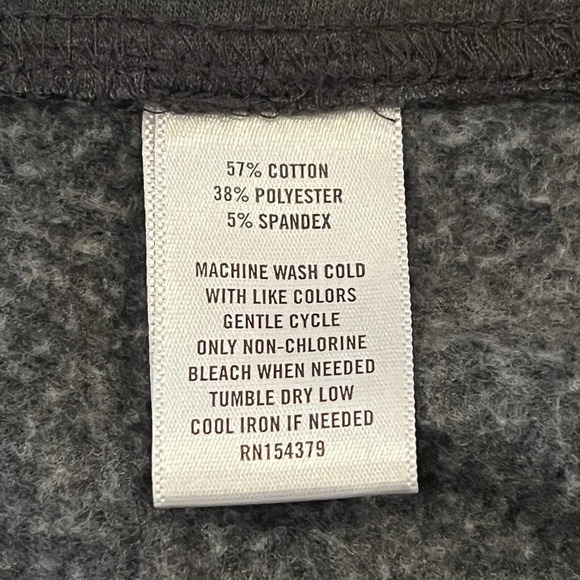 57% COTTON
38% POLYESTER
5% SPANDEX
MACHINE WASH COLD
WITH LIKE COLORS
GENTLE CYCLE
ONLY NON-CHLORINE
BLEACH WHEN NEEDED
TUMBLE DRY LOW
COOL IRON IF NEEDED
RN154379